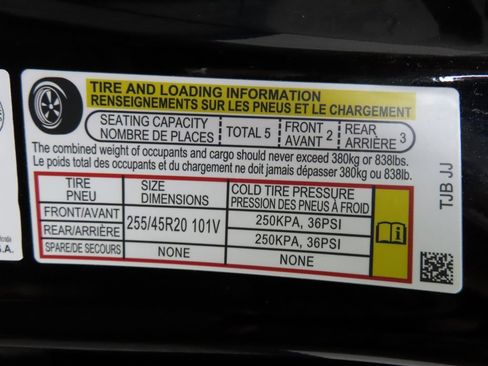 TIRE AND LOADING INFORMATION
RENSEIGNEMENTS SUR LES PNEUS ET LE CHARGEMENT
SEATING CAPACITY
NOMBRE DE PLACES
TOTAL 5
FRONT
AVANT 2
REAR
ARRIÈRE 3
The combined weight of occupants and cargo should never exceed 380kg or 838lbs.
Le poids total des occupants et du chargement ne doit jamais dépasser 380kg ou 838lb.
TIRE
PNEU
SIZE
DIMENSIONS
COLD TIRE PRESSURE
PRESSION DES PNEUS À FROID
FRONT/AVANT
REAR/ARRIÈRE
255/45R20 101V
250KPA, 36PSI
250KPA, 36PSI
SPARE/DE SECOURS
NONE
NONE
TJB JJ